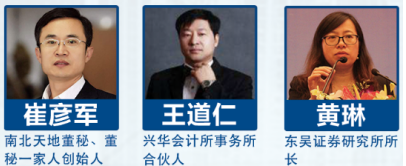 崔彦军
南北天地董秘、董
秘一家人创始人
王道仁
兴华会计所事务所
合伙人
黄琳
东吴证券研究所所
长